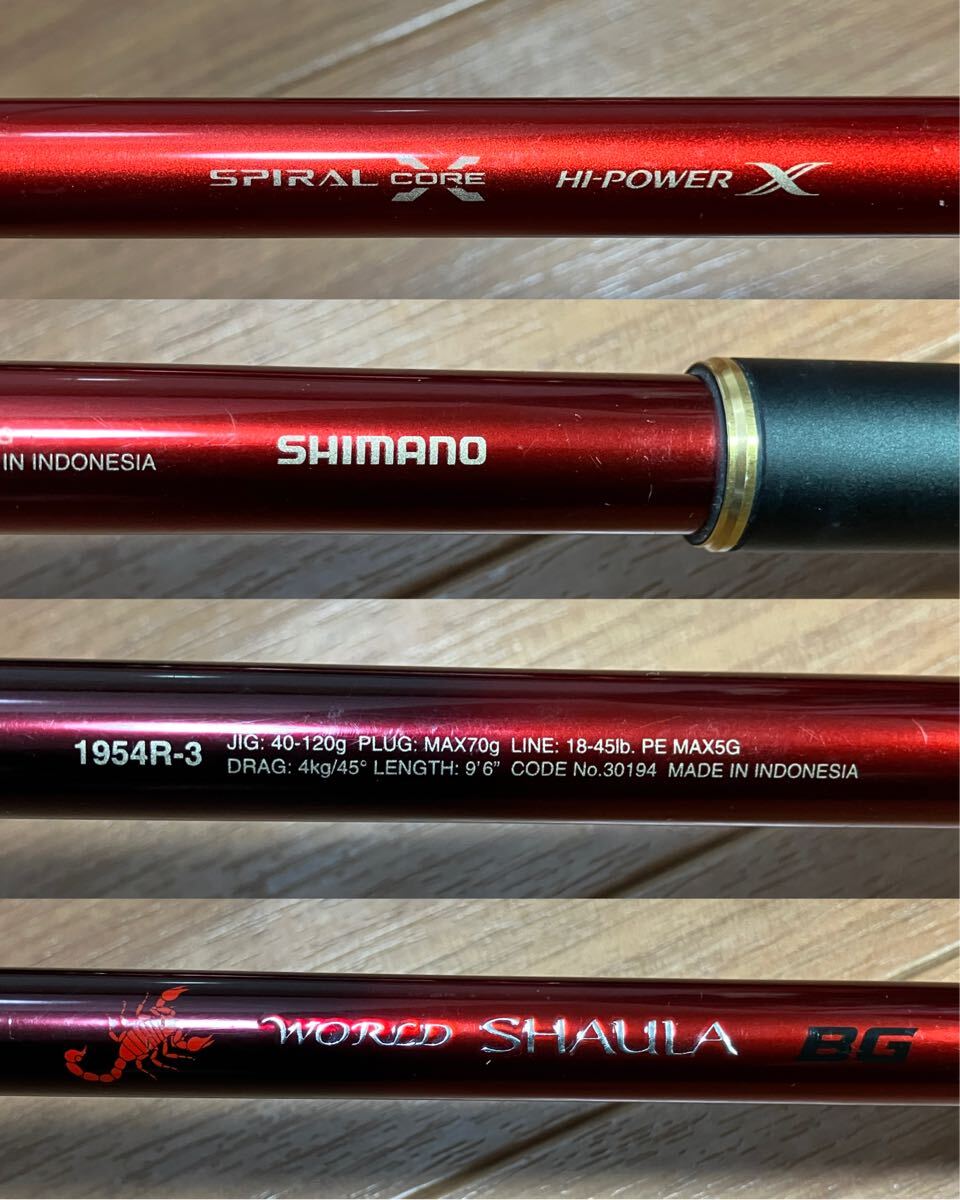 SPIRAL CORE X HI-POWER X
IN INDONESIA
SHIMANO
1954R-3
JIG: 40-120g PLUG: MAX70g LINE: 18-45lb. PE MAX5G
DRAG: 4kg/45° LENGTH: 9'6" CODE No.30194 MADE IN INDONESIA
WORLD SHAULA BG